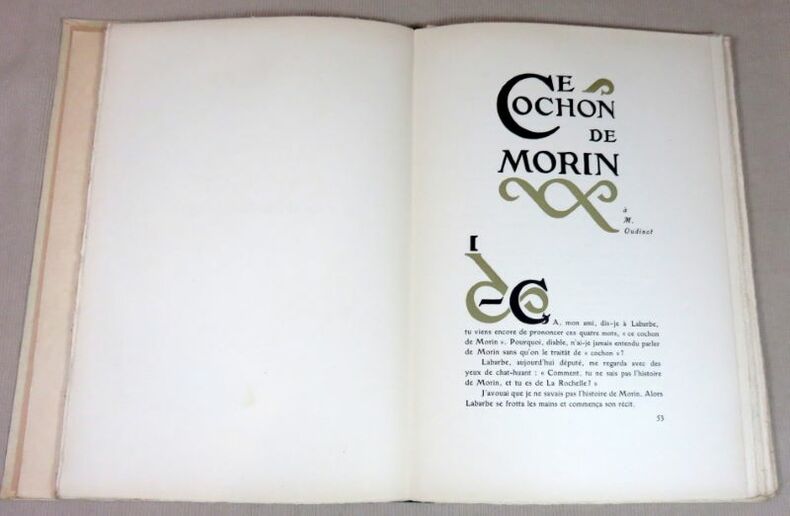 CE
COCHON
DE
MORIN
à
M.
Oudinot
I
– ÇA, mon ami, dis-je à Labarbe,
tu viens encore de prononcer ces quatre mots, « ce cochon
de Morin ». Pourquoi, diable, n'ai-je jamais entendu parler
de Morin sans qu'on le traitât de « cochon »?
Labarbe, aujourd'hui député, me regarda avec des
yeux de chat-huant : « Comment, tu ne sais pas l'histoire
de Morin, et tu es de La Rochelle? »
J'avouai que je ne savais pas l'histoire de Morin. Alors
Labarbe se frotta les mains et commença son récit.
53